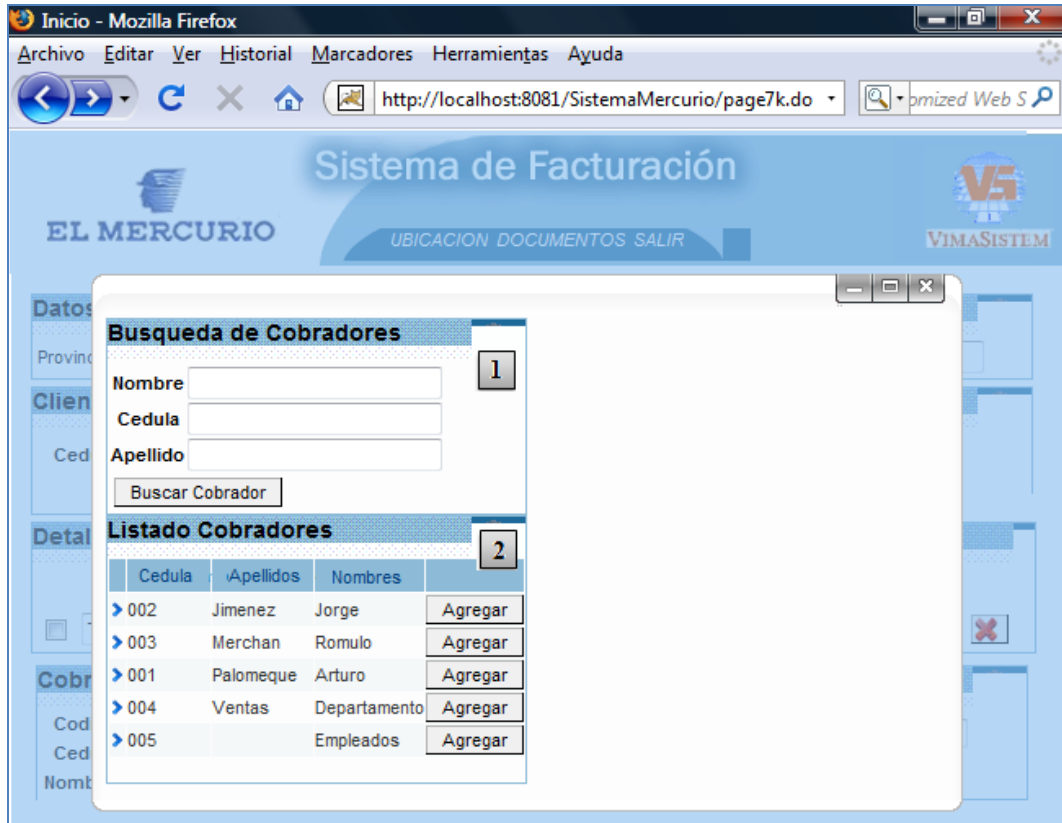 Inicio - Mozilla Firefox
Archivo Editar Ver Historial Marcadores Herramientas Ayuda
http://localhost:8081/SistemaMercurio/page7k.do
omized Web S
Sistema de Facturación
EL MERCURIO
UBICACION DOCUMENTOS SALIR
VS
VIMASISTEM
Datos
Provinc
Clien
Ced
Detal
Cobr
Cod
Ced
Nomb
Busqueda de Cobradores
1
Nombre
Cedula
Apellido
Buscar Cobrador
Listado Cobradores
2
Cedula Apellidos Nombres
002 Jimenez Jorge Agregar
003 Merchan Romulo Agregar
001 Palomeque Arturo Agregar
004 Ventas Departamento Agregar
005 Empleados Agregar